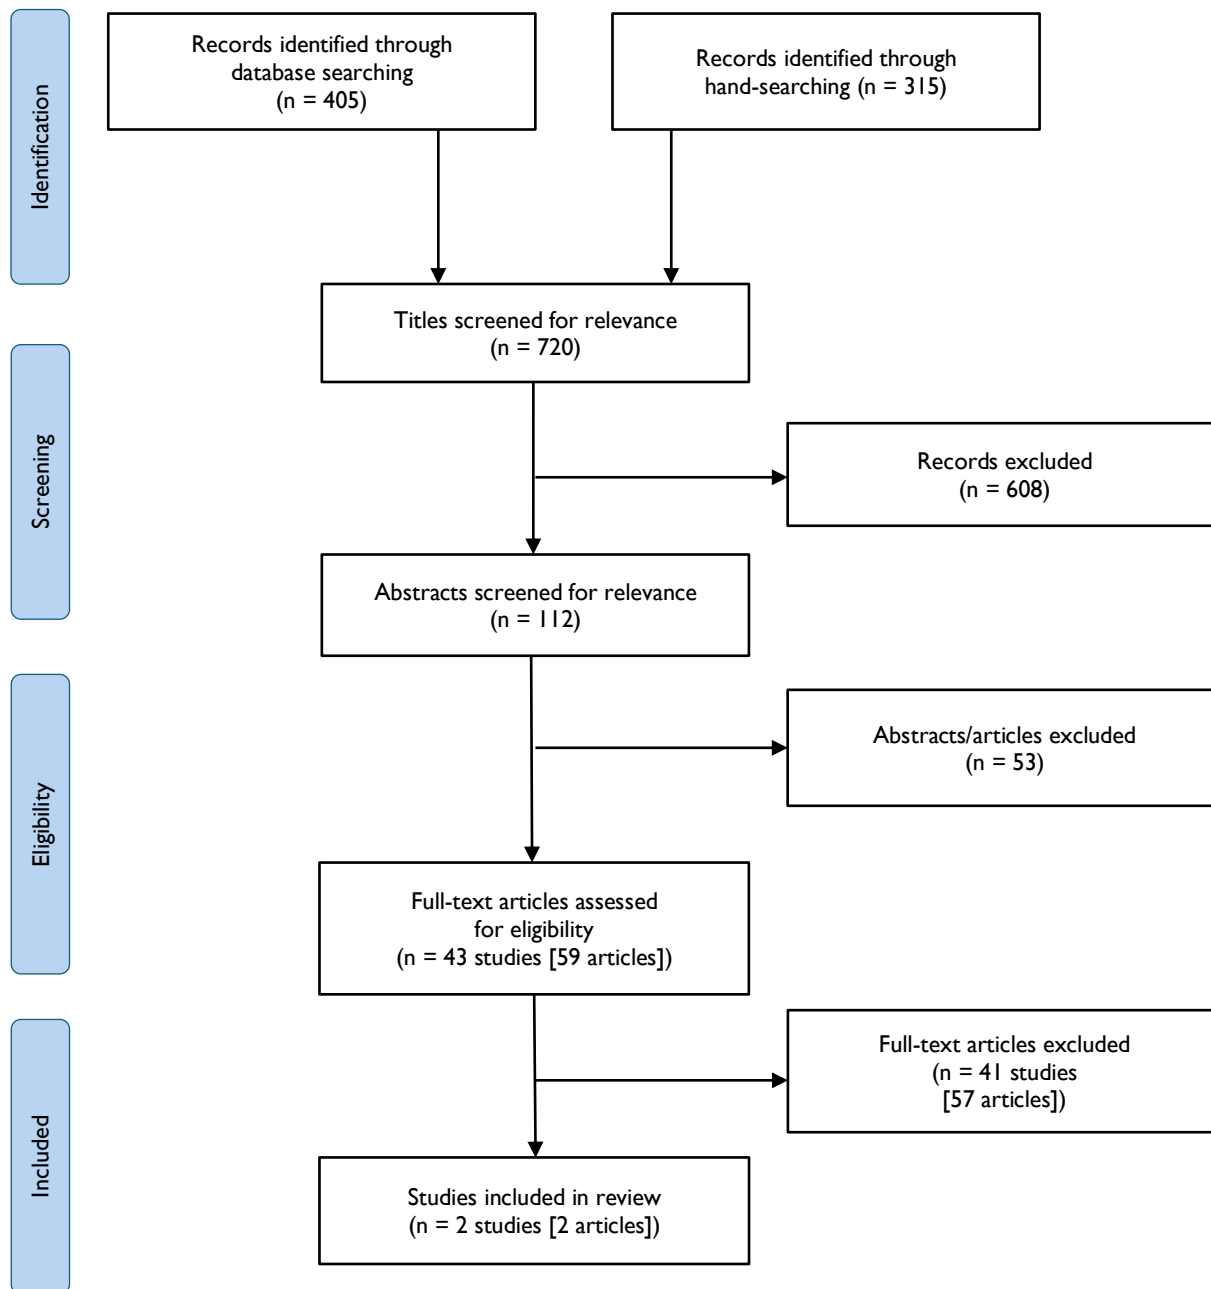 Identification
Records identified through
database searching
(n = 405)
Records identified through
hand-searching (n = 315)
Titles screened for relevance
(n = 720)
Screening
Records excluded
(n = 608)
Abstracts screened for relevance
(n = 112)
Eligibility
Abstracts/articles excluded
(n = 53)
Full-text articles assessed
for eligibility
(n = 43 studies [59 articles])
Included
Full-text articles excluded
(n = 41 studies
[57 articles])
Studies included in review
(n = 2 studies [2 articles])